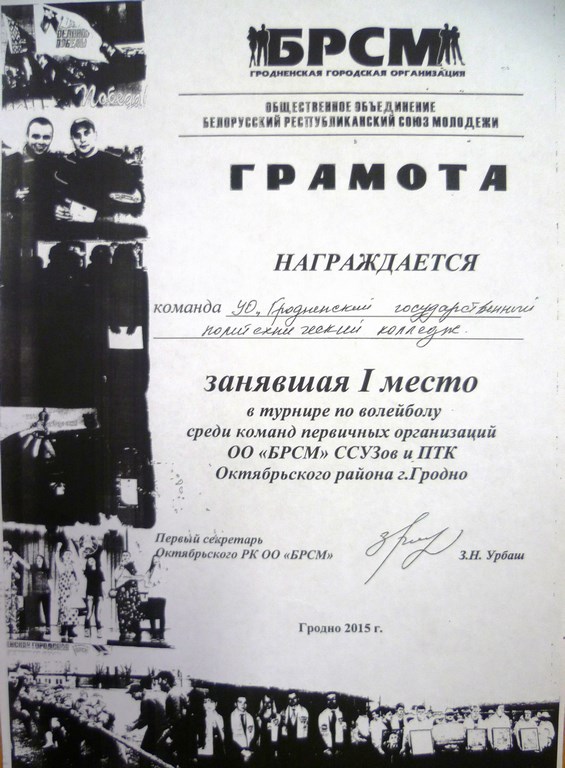 Победа!
БРСМ
ГРОДНЕНСКАЯ ГОРОДСКАЯ ОРГАНИЗАЦИЯ
ОБЩЕСТВЕННОЕ ОБЪЕДИНЕНИЕ
БЕЛОРУССКИЙ РЕСПУБЛИКАНСКИЙ СОЮЗ МОЛОДЕЖИ
ГРАМОТА
НАГРАЖДАЕТСЯ
команда УО „Гродненский государственный
политехнический колледж"
занявшая I место
в турнире по волейболу
среди команд первичных организаций
ОО «БРСМ» ССУЗов и ПТК
Октябрьского района г.Гродно
Первый секретарь
Октябрьского РК ОО «БРСМ»
З.Н. Урбаш
Гродно 2015 г.